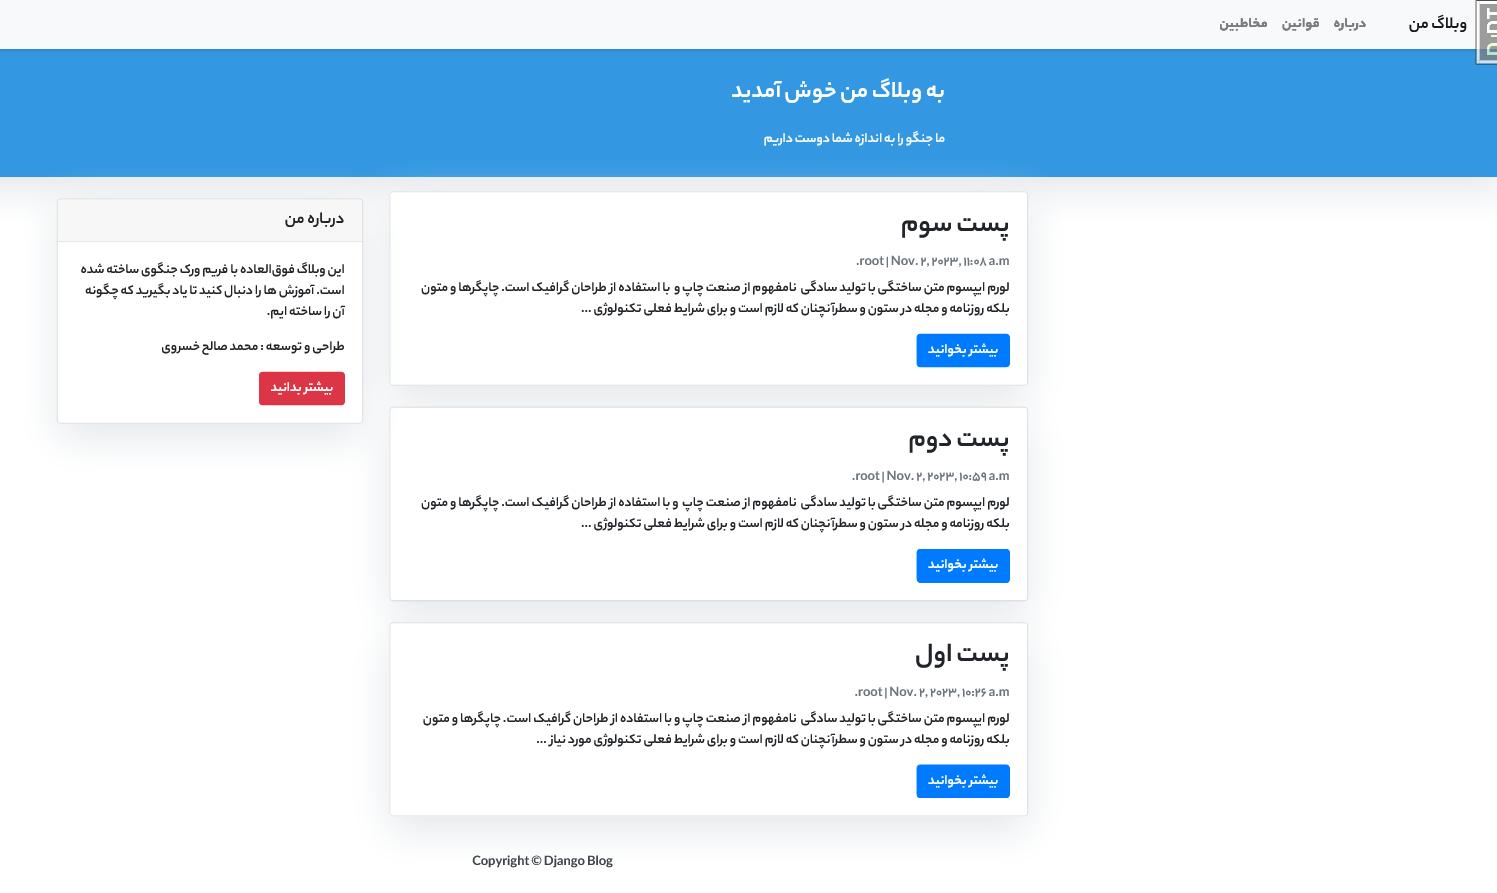 وبلاگ من
درباره قوانین مخاطبین
به وبلاگ من خوش آمدید
ما جنگو را به اندازه شما دوست داریم
پست سوم
root | Nov. ۲, ۲۰۲۳, ۱۱:۰۸ a.m.
لورم ایپسوم متن ساختگی با تولید سادگی نامفهوم از صنعت چاپ و با استفاده از طراحان گرافیک است. چاپگرها و متون
بلکه روزنامه و مجله در ستون و سطرآنچنان که لازم است و برای شرایط فعلی تکنولوژی ...
بیشتر بخوانید
پست دوم
root | Nov. ۲, ۲۰۲۳, ۱۰:۵۹ a.m.
لورم ایپسوم متن ساختگی با تولید سادگی نامفهوم از صنعت چاپ و با استفاده از طراحان گرافیک است. چاپگرها و متون
بلکه روزنامه و مجله در ستون و سطرآنچنان که لازم است و برای شرایط فعلی تکنولوژی ...
بیشتر بخوانید
پست اول
root | Nov. ۲, ۲۰۲۳, ۱۰:۲۶ a.m.
لورم ایپسوم متن ساختگی با تولید سادگی نامفهوم از صنعت چاپ و با استفاده از طراحان گرافیک است. چاپگرها و متون
بلکه روزنامه و مجله در ستون و سطرآنچنان که لازم است و برای شرایط فعلی تکنولوژی مورد نیاز ...
بیشتر بخوانید
درباره من
این وبلاگ فوق‌العاده با فریم ورک جنگوی ساخته شده
است. آموزش ها را دنبال کنید تا یاد بگیرید که چگونه
آن را ساخته ایم.
طراحی و توسعه : محمد صالح خسروی
بیشتر بدانید
Copyright © Django Blog